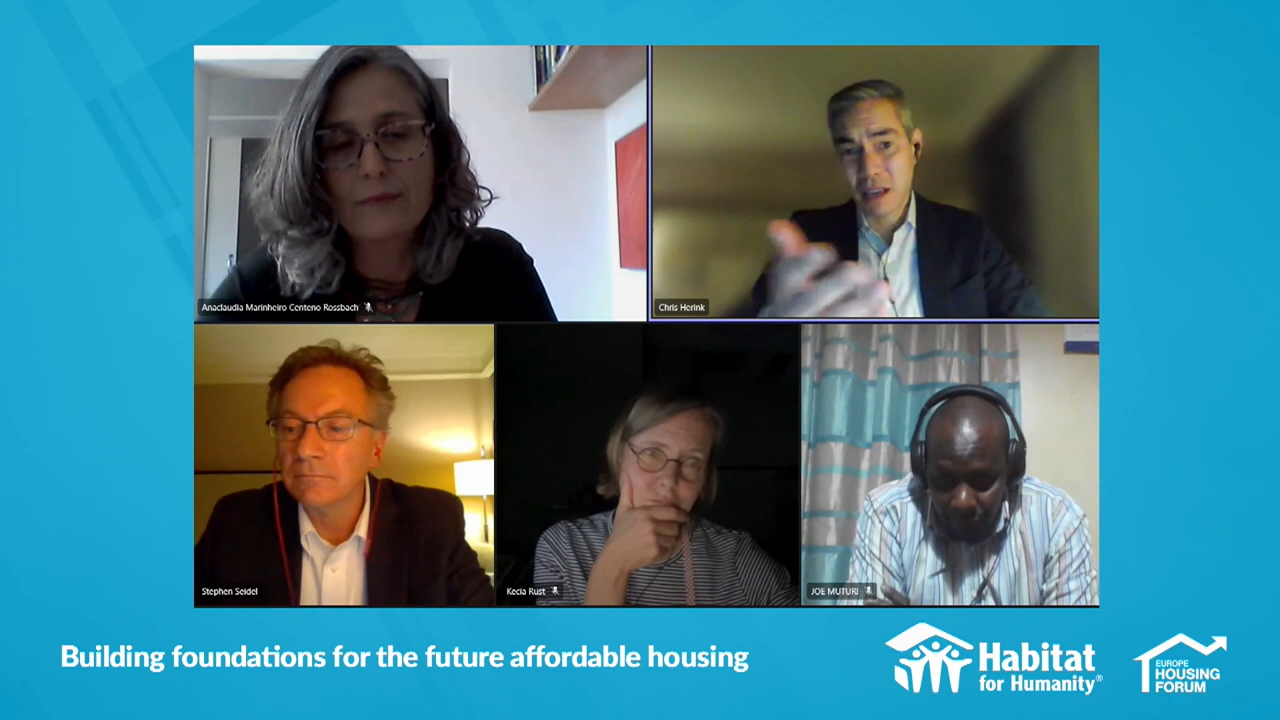 Anaclaudia Marinheiro Centeno Rossbach
Chris Herink
Stephen Seidel
Kecia Rust
JOE MUTURI
Building foundations for the future affordable housing
Habitat
for Humanity®
EUROPE
HOUSING
FORUM